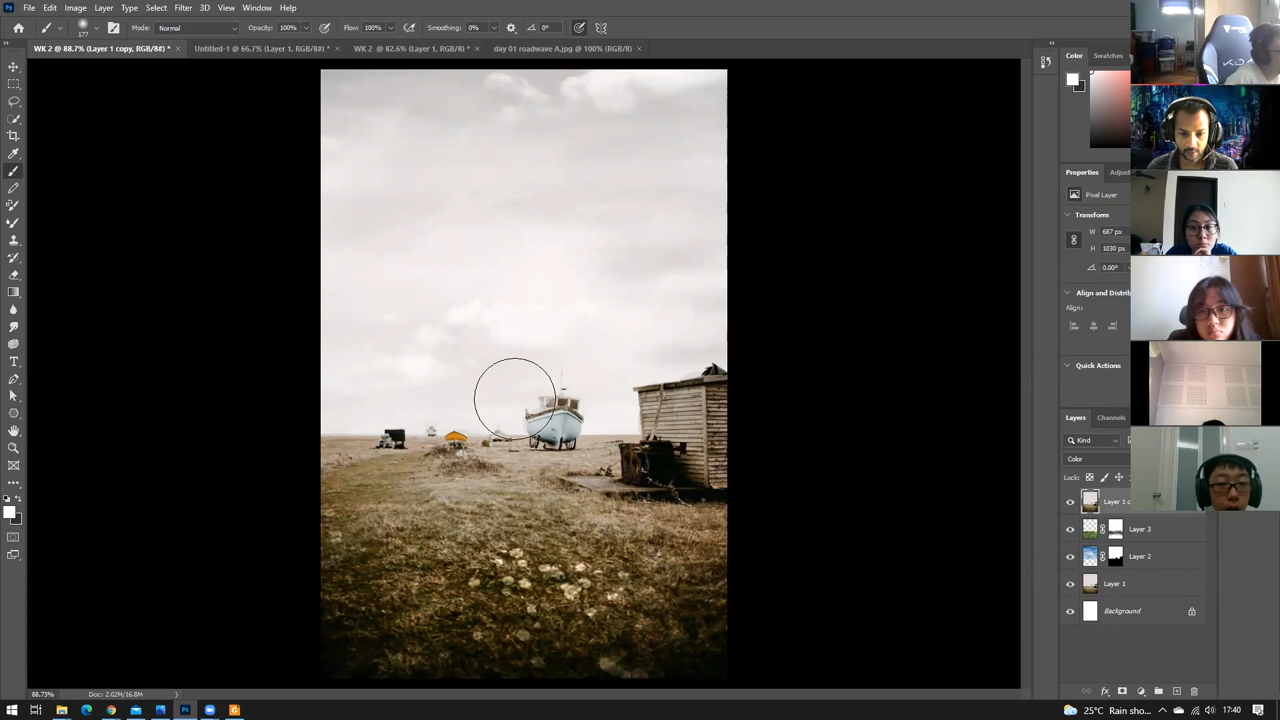 File Edit Image Layer Type Select Filter 3D View Window Help
Mode: Normal Opacity: 100% Flow: 100% Smoothing: 0% 0°
WK 2 @ 88.7% (Layer 1 copy, RGB/8#) * × Untitled-1 @ 66.7% (Layer 1, RGB/8#) * × WK 2 @ 82.6% (Layer 1, RGB/8*) * × day 01 roadwave A.jpg @ 100% (RGB/8) ×
Color Swatches
Properties Adjust
Pixel Layer
Transform
W 687 px
H 1030 px
0.00°
Align and Distrib
Align:
Quick Actions
Layers Channels
Kind
Color
Lock:
Layer 1 c
Layer 3
Layer 2
Layer 1
Background
88.73% Doc: 2.02M/16.8M
25°C Rain sho... 17:40